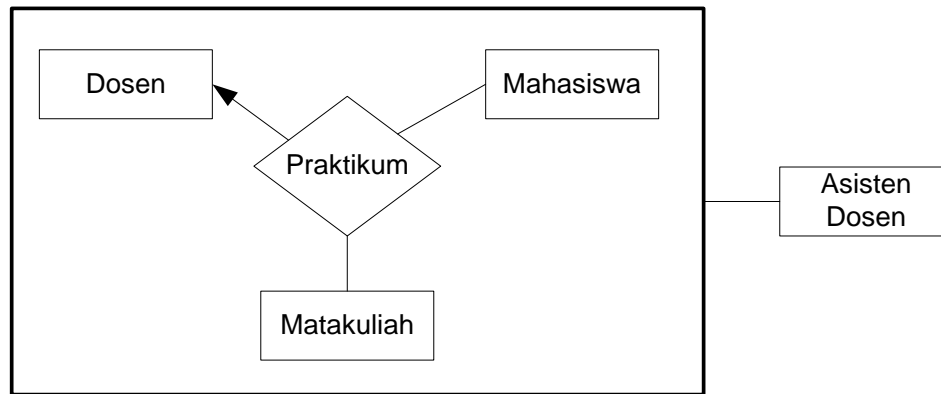 Dosen
Mahasiswa
Praktikum
Asisten
Dosen
Matakuliah